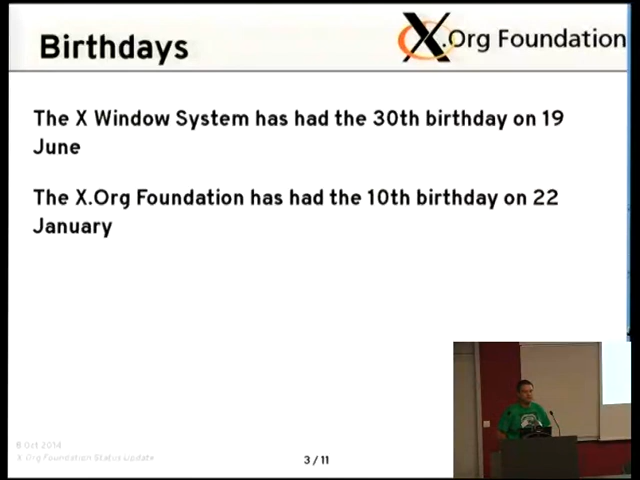 Birthdays
X.Org Foundation
The X Window System has had the 30th birthday on 19
June
The X.Org Foundation has had the 10th birthday on 22
January
8 Oct 2014
X.Org Foundation Status Update
3 / 11